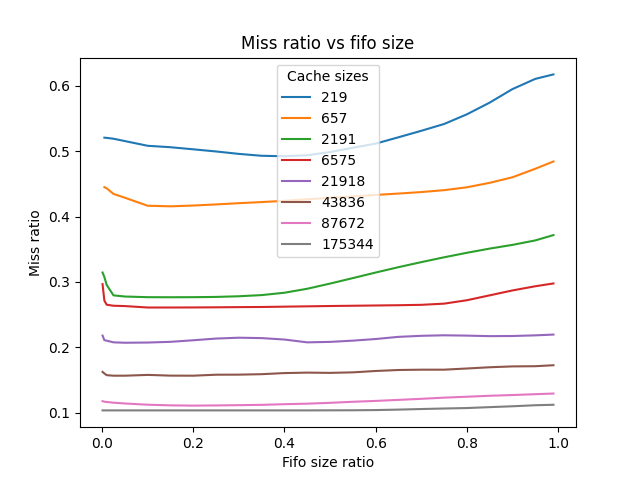 Miss ratio vs fifo size
Cache sizes
219
657
2191
6575
21918
43836
87672
175344
Miss ratio
0.6
0.5
0.4
0.3
0.2
0.1
0.0 0.2 0.4 0.6 0.8 1.0
Fifo size ratio